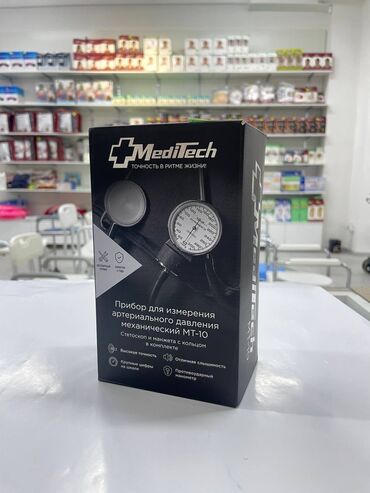 MediTech
ТОЧНОСТЬ В РИТМЕ ЖИЗНИ!
Прибор для измерения
артериального давления
механический МТ-10
Стетоскоп и манжета с кольцом
в комплекте
Высокая точность
Отличная слышимость
Крупные цифры
на шкале
Противоударный
манометр